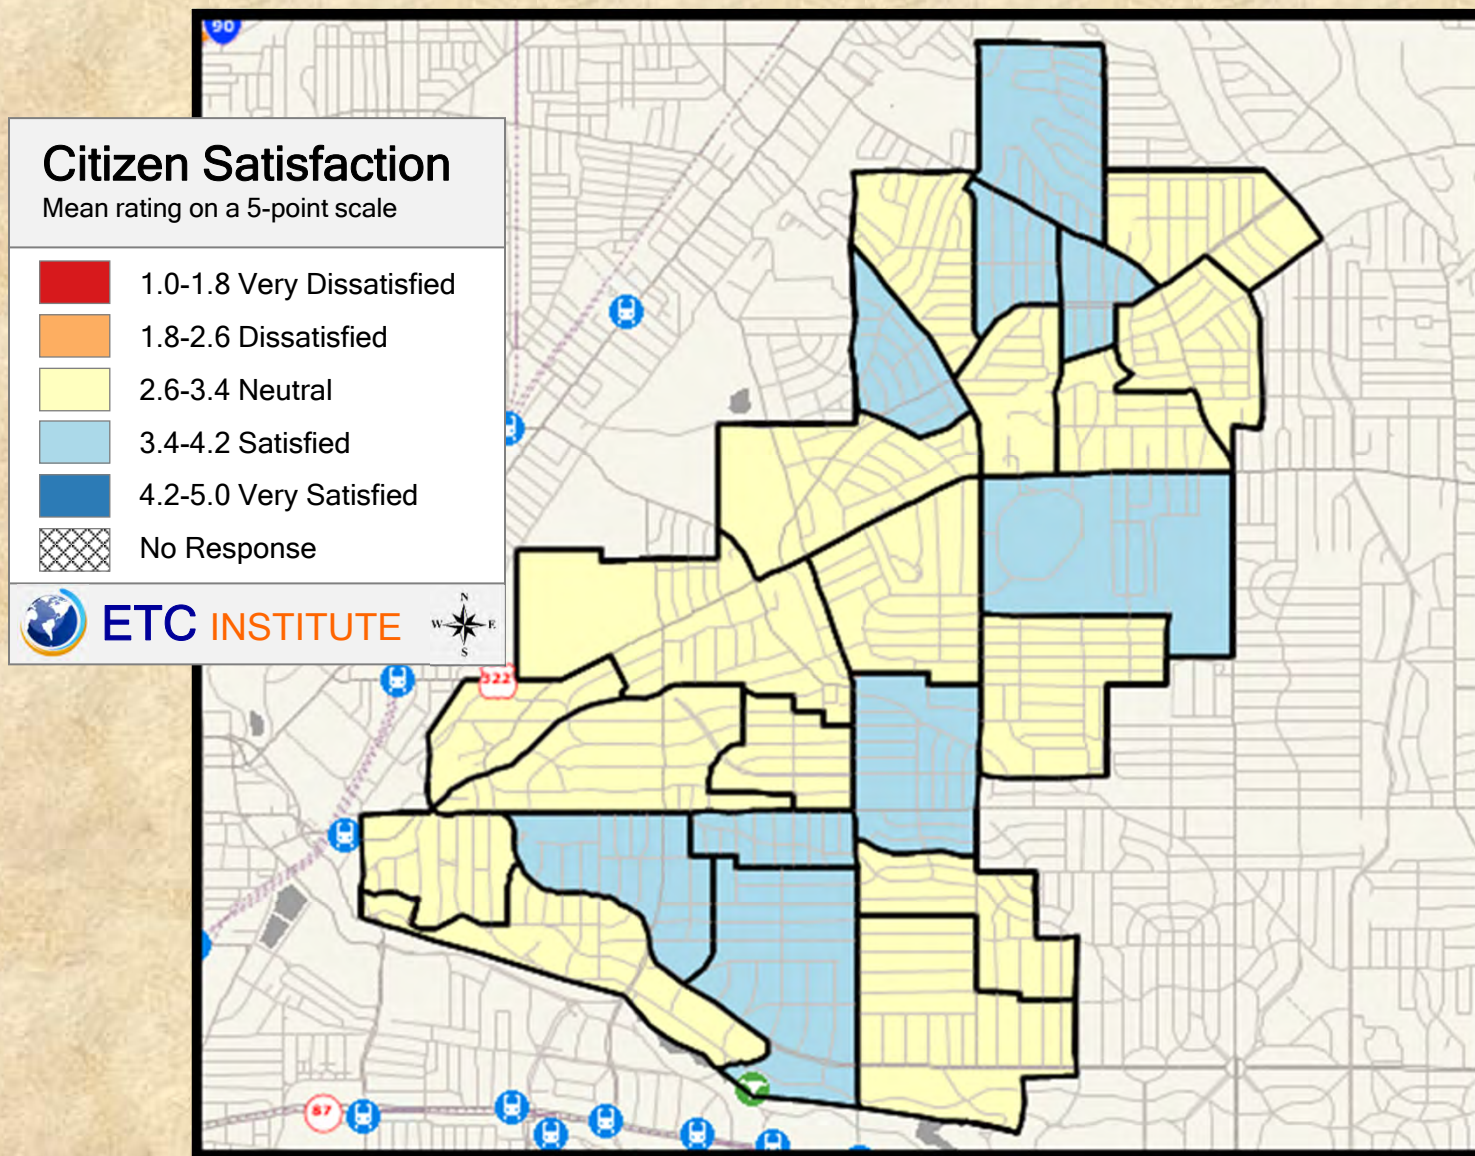 90
Citizen Satisfaction
Mean rating on a 5-point scale
1.0-1.8 Very Dissatisfied
1.8-2.6 Dissatisfied
2.6-3.4 Neutral
3.4-4.2 Satisfied
4.2-5.0 Very Satisfied
No Response
ETC INSTITUTE
N
W E
S
322
87